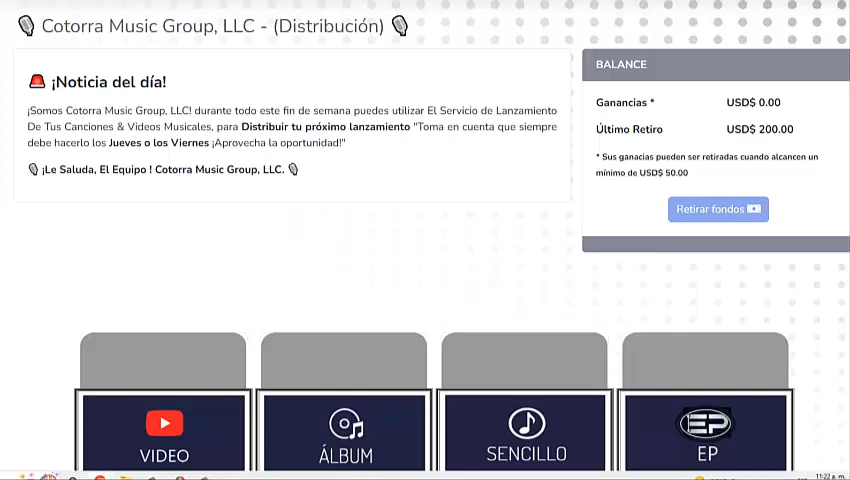 Cotorra Music Group, LLC - (Distribución)
¡Noticia del día!
¡Somos Cotorra Music Group, LLC! durante todo este fin de semana puedes utilizar El Servicio de Lanzamiento
De Tus Canciones & Videos Musicales, para Distribuir tu próximo lanzamiento "Toma en cuenta que siempre
debe hacerlo los Jueves o los Viernes ¡Aprovecha la oportunidad!"
¡Le Saluda, El Equipo ! Cotorra Music Group, LLC.
BALANCE
Ganancias * USD$ 0.00
Último Retiro USD$ 200.00
* Sus ganacias pueden ser retiradas cuando alcancen un
mínimo de USD$ 50.00
Retirar fondos
VIDEO
ÁLBUM
SENCILLO
EP
EP
11:22 a. m.